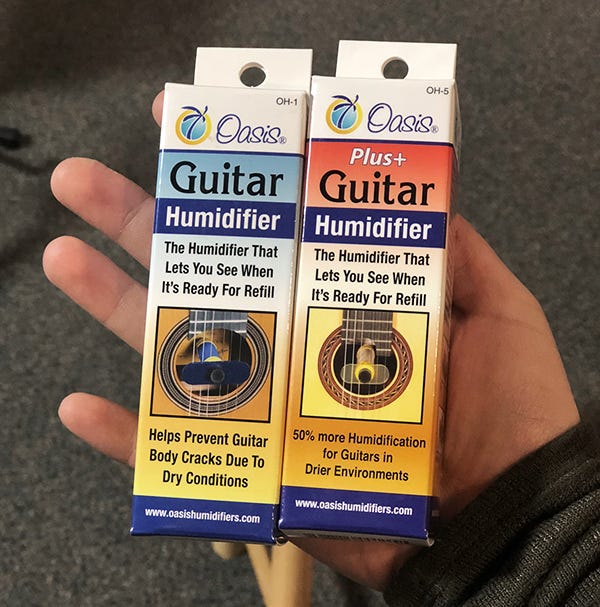 OH-1
Oasis®
Guitar
Humidifier
The Humidifier That
Lets You See When
It's Ready For Refill
Helps Prevent Guitar
Body Cracks Due To
Dry Conditions
www.oasishumidifiers.com
OH-5
Oasis®
Plus+
Guitar
Humidifier
The Humidifier That
Lets You See When
It's Ready For Refill
50% more Humidification
for Guitars in
Drier Environments
www.oasishumidifiers.com